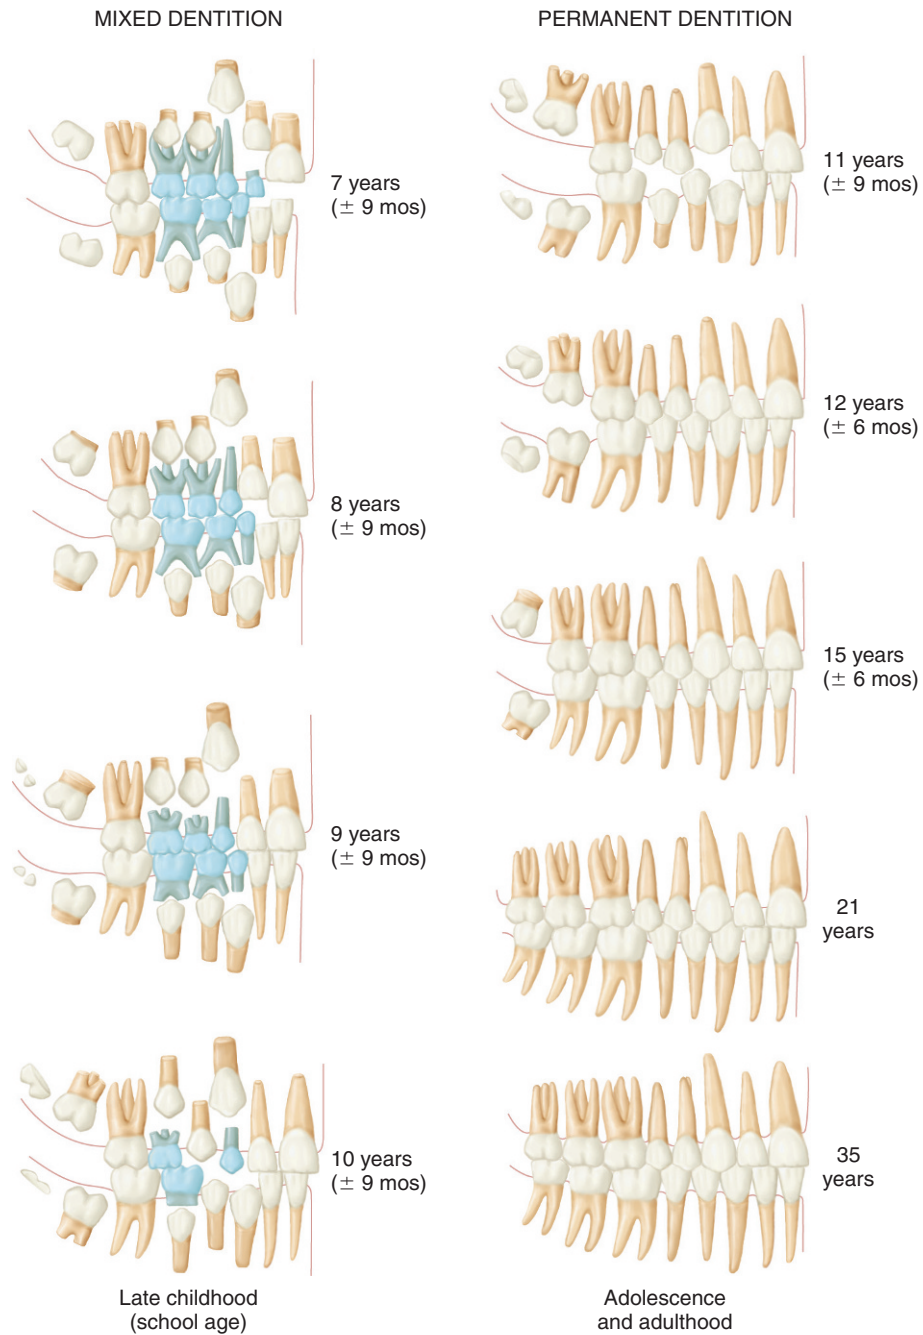 MIXED DENTITION
7 years
(± 9 mos)
8 years
(± 9 mos)
9 years
(± 9 mos)
10 years
(± 9 mos)
Late childhood
(school age)
PERMANENT DENTITION
11 years
(± 9 mos)
12 years
(± 6 mos)
15 years
(± 6 mos)
21
years
35
years
Adolescence
and adulthood